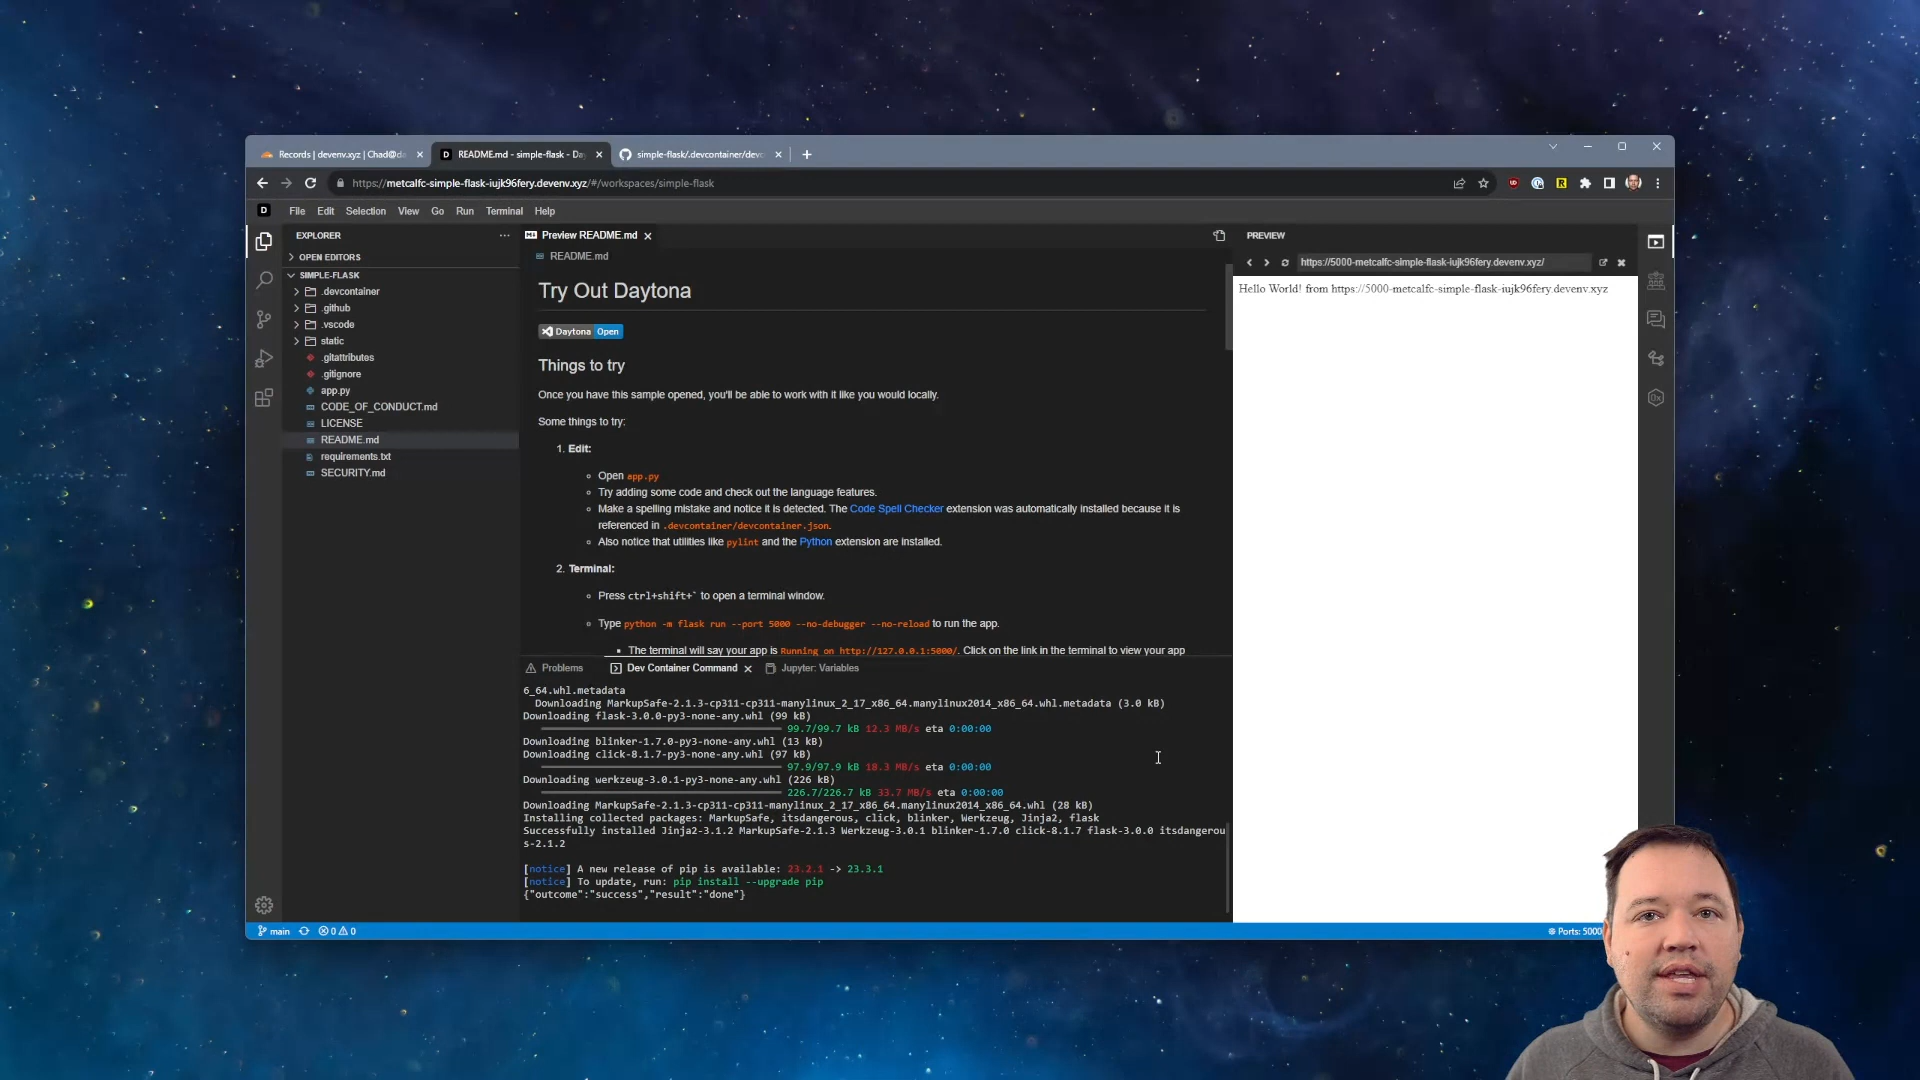 Records | devenv.xyz | Chad@d
README.md - simple-flask - Da
simple-flask/.devcontainer/dev
https://metcalfc-simple-flask-iujk96fery.devenv.xyz/#/workspaces/simple-flask
D File Edit Selection View Go Run Terminal Help
EXPLORER
OPEN EDITORS
SIMPLE-FLASK
.devcontainer
.github
.vscode
static
.gitattributes
.gitignore
app.py
CODE_OF_CONDUCT.md
LICENSE
README.md
requirements.txt
SECURITY.md
Preview README.md
README.md
Try Out Daytona
Daytona Open
Things to try
Once you have this sample opened, you'll be able to work with it like you would locally.
Some things to try:
1. Edit:
Open app.py
Try adding some code and check out the language features.
Make a spelling mistake and notice it is detected. The Code Spell Checker extension was automatically installed because it is
referenced in .devcontainer/devcontainer.json.
Also notice that utilities like pylint and the Python extension are installed.
2. Terminal:
Press ctrl+shift+` to open a terminal window.
Type python -m flask run --port 5000 --no-debugger --no-reload to run the app.
The terminal will say your app is Running on http://127.0.0.1:5000/. Click on the link in the terminal to view your app
Problems Dev Container Command Jupyter: Variables
6_64.whl.metadata
Downloading MarkupSafe-2.1.3-cp311-cp311-manylinux_2_17_x86_64.manylinux2014_x86_64.whl.metadata (3.0 kB)
Downloading flask-3.0.0-py3-none-any.whl (99 kB)
99.7/99.7 kB 12.3 MB/s eta 0:00:00
Downloading blinker-1.7.0-py3-none-any.whl (13 kB)
Downloading click-8.1.7-py3-none-any.whl (97 kB)
97.9/97.9 kB 18.3 MB/s eta 0:00:00
Downloading werkzeug-3.0.1-py3-none-any.whl (226 kB)
226.7/226.7 kB 33.7 MB/s eta 0:00:00
Downloading MarkupSafe-2.1.3-cp311-cp311-manylinux_2_17_x86_64.manylinux2014_x86_64.whl (28 kB)
Installing collected packages: MarkupSafe, itsdangerous, click, blinker, Werkzeug, Jinja2, flask
Successfully installed Jinja2-3.1.2 MarkupSafe-2.1.3 Werkzeug-3.0.1 blinker-1.7.0 click-8.1.7 flask-3.0.0 itsdangerou
s-2.1.2
[notice] A new release of pip is available: 23.2.1 -> 23.3.1
[notice] To update, run: pip install --upgrade pip
{"outcome":"success","result":"done"}
PREVIEW
https://5000-metcalfc-simple-flask-iujk96fery.devenv.xyz/
Hello World! from https://5000-metcalfc-simple-flask-iujk96fery.devenv.xyz
main 0 0
Ports: 5000